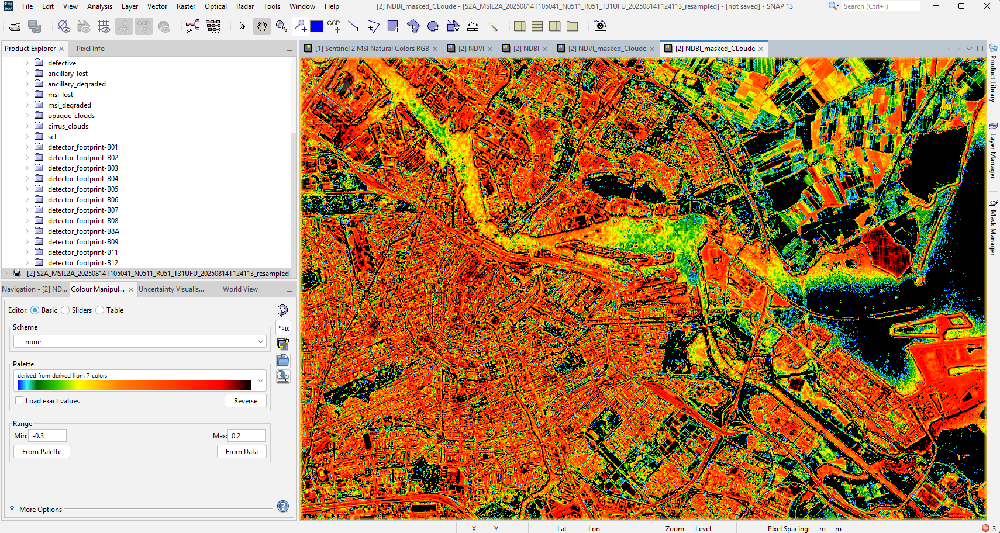 File Edit View Analysis Layer Vector Raster Optical Radar Tools Window Help
[2] NDBI_masked_CLoude - [S2A_MSIL2A_20250814T105041_N0511_R051_T31UFU_20250814T124113_resampled] - [not saved] - SNAP 13
Search (Ctrl+I)
GCP
GCP
Product Explorer
Pixel Info
[1] Sentinel 2 MSI Natural Colors RGB
[2] NDVI
[2] NDBI
[2] NDVI_masked_Cloude
[2] NDBI_masked_CLoude
defective
ancillary_lost
ancillary_degraded
msi_lost
msi_degraded
opaque_clouds
cirrus_clouds
scl
detector_footprint-B01
detector_footprint-B02
detector_footprint-B03
detector_footprint-B04
detector_footprint-B05
detector_footprint-B06
detector_footprint-B07
detector_footprint-B08
detector_footprint-B8A
detector_footprint-B09
detector_footprint-B11
detector_footprint-B12
[2] S2A_MSIL2A_20250814T105041_N0511_R051_T31UFU_20250814T124113_resampled
Navigation - [2] ND...
Colour Manipul...
Uncertainty Visualis...
World View
Editor: Basic Sliders Table
Log10
Scheme
-- none --
Palette
derived from derived from 7_colors
Load exact values
Reverse
Range
Min: -0.3
Max: 0.2
From Palette
From Data
More Options
Product Library
Layer Manager
Mask Manager
X -- Y --
Lat -- Lon --
Zoom -- Level --
Pixel Spacing: -- m -- m
3